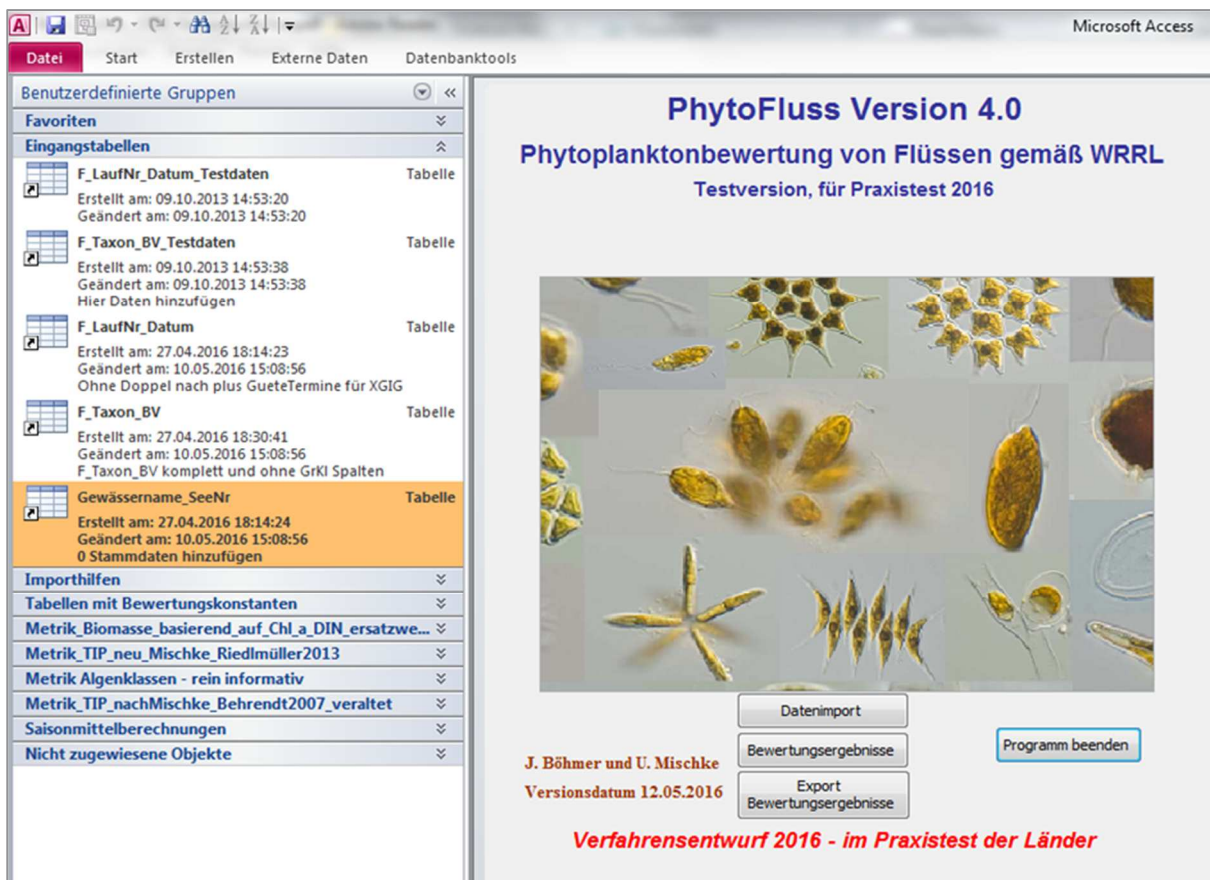 Microsoft Access
Datei Start Erstellen Externe Daten Datenbanktools
Benutzerdefinierte Gruppen
Favoriten
Eingangstabellen
F_LaufNr_Datum_Testdaten Tabelle
Erstellt am: 09.10.2013 14:53:20
Geändert am: 09.10.2013 14:53:20
F_Taxon_BV_Testdaten Tabelle
Erstellt am: 09.10.2013 14:53:38
Geändert am: 09.10.2013 14:53:38
Hier Daten hinzufügen
F_LaufNr_Datum Tabelle
Erstellt am: 27.04.2016 18:14:23
Geändert am: 10.05.2016 15:08:56
Ohne Doppel nach plus GueteTermine für XGIG
F_Taxon_BV Tabelle
Erstellt am: 27.04.2016 18:30:41
Geändert am: 10.05.2016 15:08:56
F_Taxon_BV komplett und ohne GrKl Spalten
Gewässername_SeeNr Tabelle
Erstellt am: 27.04.2016 18:14:24
Geändert am: 10.05.2016 15:08:56
0 Stammdaten hinzufügen
Importhilfen
Tabellen mit Bewertungskonstanten
Metrik_Biomasse_basierend_auf_Chl_a_DIN_ersatzwe...
Metrik_TIP_neu_Mischke_Riedlmüller2013
Metrik Algenklassen - rein informativ
Metrik_TIP_nachMischke_Behrendt2007_veraltet
Saisonmittelberechnungen
Nicht zugewiesene Objekte
PhytoFluss Version 4.0
Phytoplanktonbewertung von Flüssen gemäß WRRL
Testversion, für Praxistest 2016
Datenimport
Bewertungsergebnisse
Export
Bewertungsergebnisse
Programm beenden
J. Böhmer und U. Mischke
Versionsdatum 12.05.2016
Verfahrensentwurf 2016 - im Praxistest der Länder